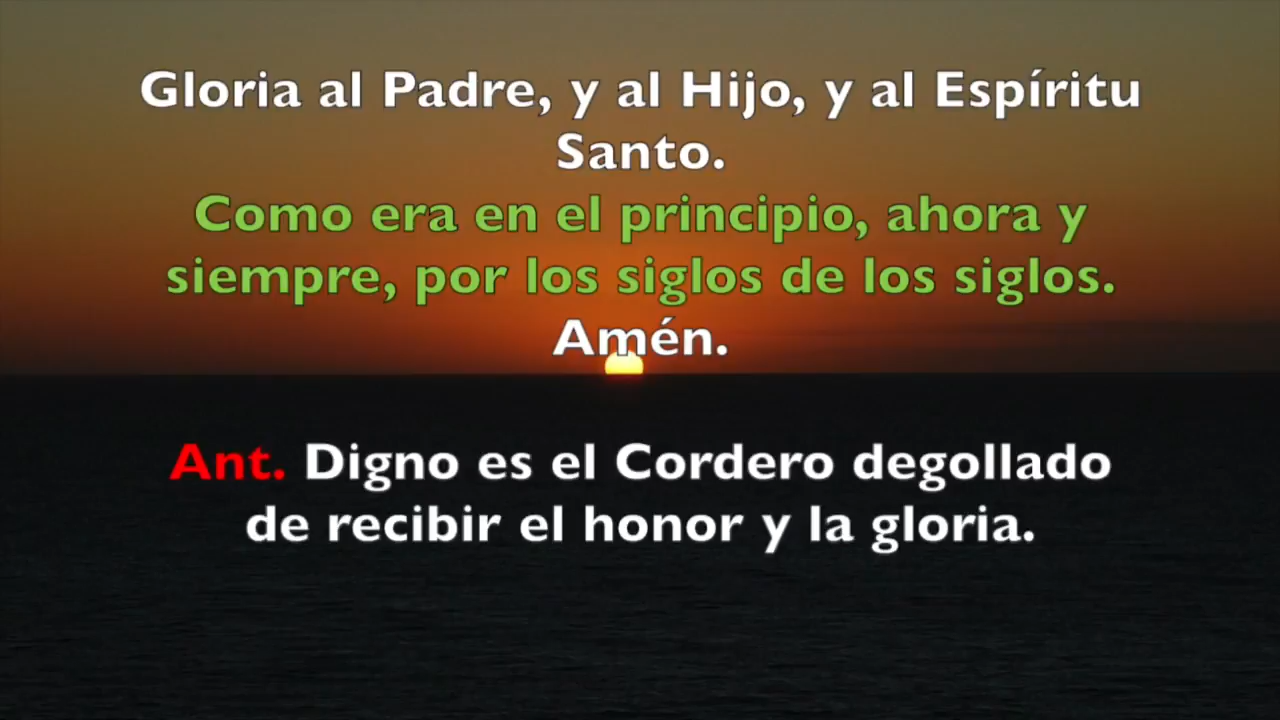 Gloria al Padre, y al Hijo, y al Espíritu
Santo.
Como era en el principio, ahora y
siempre, por los siglos de los siglos.
Amén.
Ant. Digno es el Cordero degollado
de recibir el honor y la gloria.